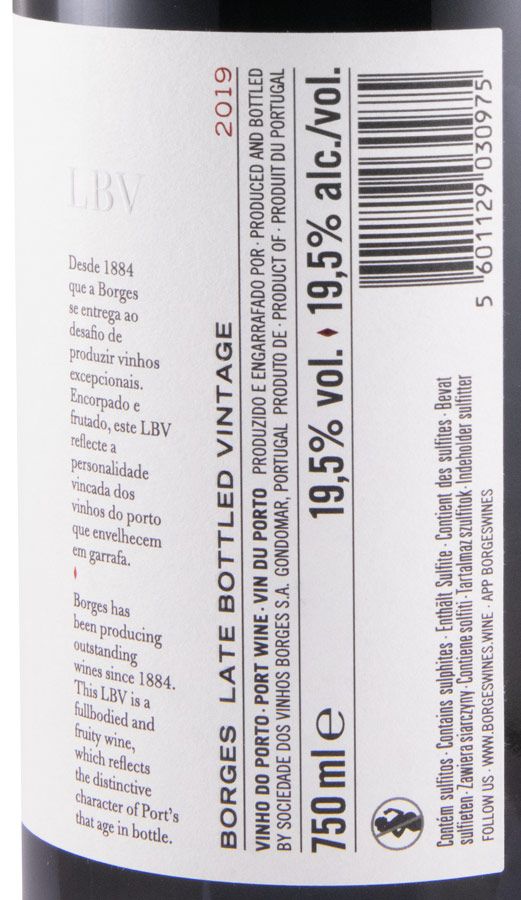 LBV
Desde 1884
que a Borges
se entrega ao
desafio de
produzir vinhos
excepcionais.
Encorpado e
frutado, este LBV
reflecte a
personalidade
vincada dos
vinhos do porto
que envelhecem
em garrafa.
Borges has
been producing
outstanding
wines since 1884.
This LBV is a
fullbodied and
fruity wine,
which reflects
the distinctive
character of Port's
that age in bottle.
BORGES LATE BOTTLED VINTAGE 2019
VINHO DO PORTO · PORT WINE · VIN DU PORTO PRODUZIDO E ENGARRAFADO POR · PRODUCED AND BOTTLED
BY SOCIEDADE DOS VINHOS BORGES S.A. GONDOMAR, PORTUGAL PRODUTO DE · PRODUCT OF · PRODUIT DU PORTUGAL
750 ml e 19,5% vol. ♦ 19,5% alc./vol.
5 601129 030975
Contém sulfitos · Contains sulphites · Enthält Sulfite · Contient des sulfites · Bevat
sulfieten · Zawiera siarczyny · Contiene solfiti · Tartalmaz szulfitok · Indeholder sulfitter
FOLLOW US · WWW.BORGESWINES.WINE · APP BORGESWINES